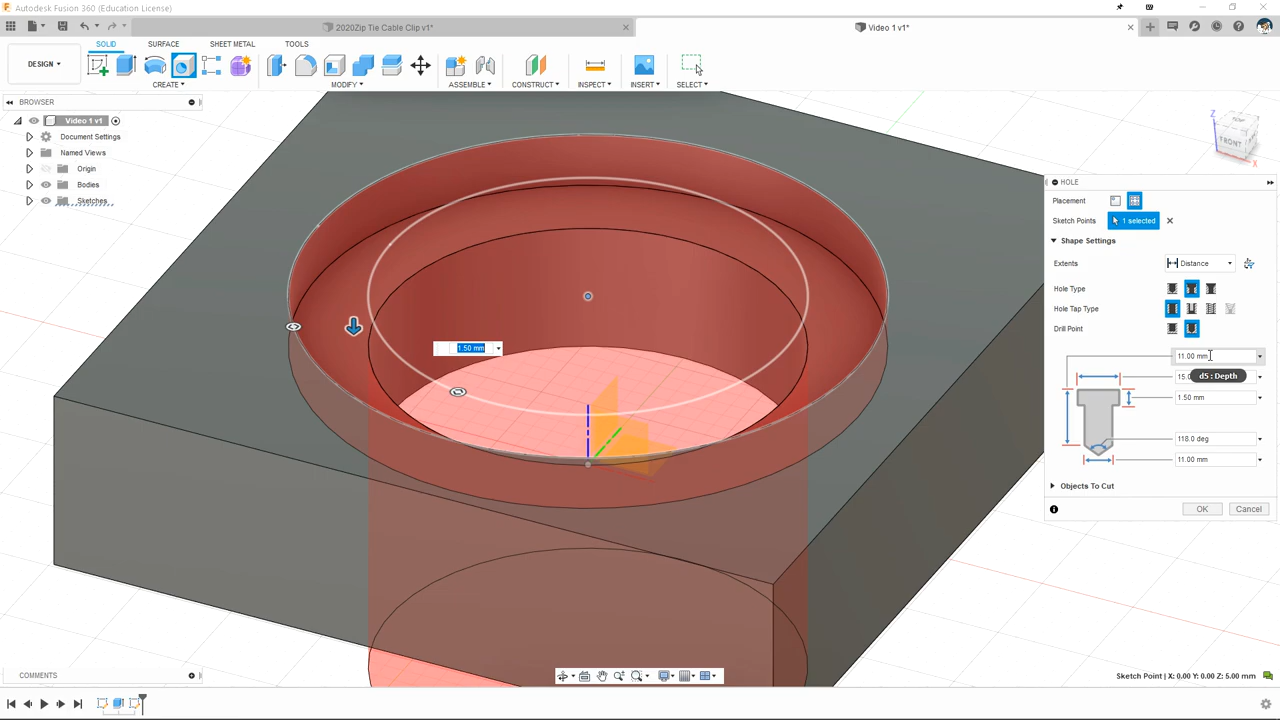 Autodesk Fusion 360 (Education License)
2020Zip Tie Cable Clip v1*
Video 1 v1*
SOLID SURFACE SHEET METAL TOOLS
DESIGN
CREATE MODIFY ASSEMBLE CONSTRUCT INSPECT INSERT SELECT
BROWSER
Video 1 v1
Document Settings
Named Views
Origin
Bodies
Sketches
Z
TOP
FRONT
X
HOLE
Placement
Sketch Points 1 selected
Shape Settings
Extents Distance
Hole Type
Hole Tap Type
Drill Point
11.00 mm
15.0
d5 : Depth
1.50 mm
118.0 deg
11.00 mm
Objects To Cut
OK Cancel
1.50 mm
COMMENTS
Sketch Point | X: 0.00 Y: 0.00 Z: 5.00 mm